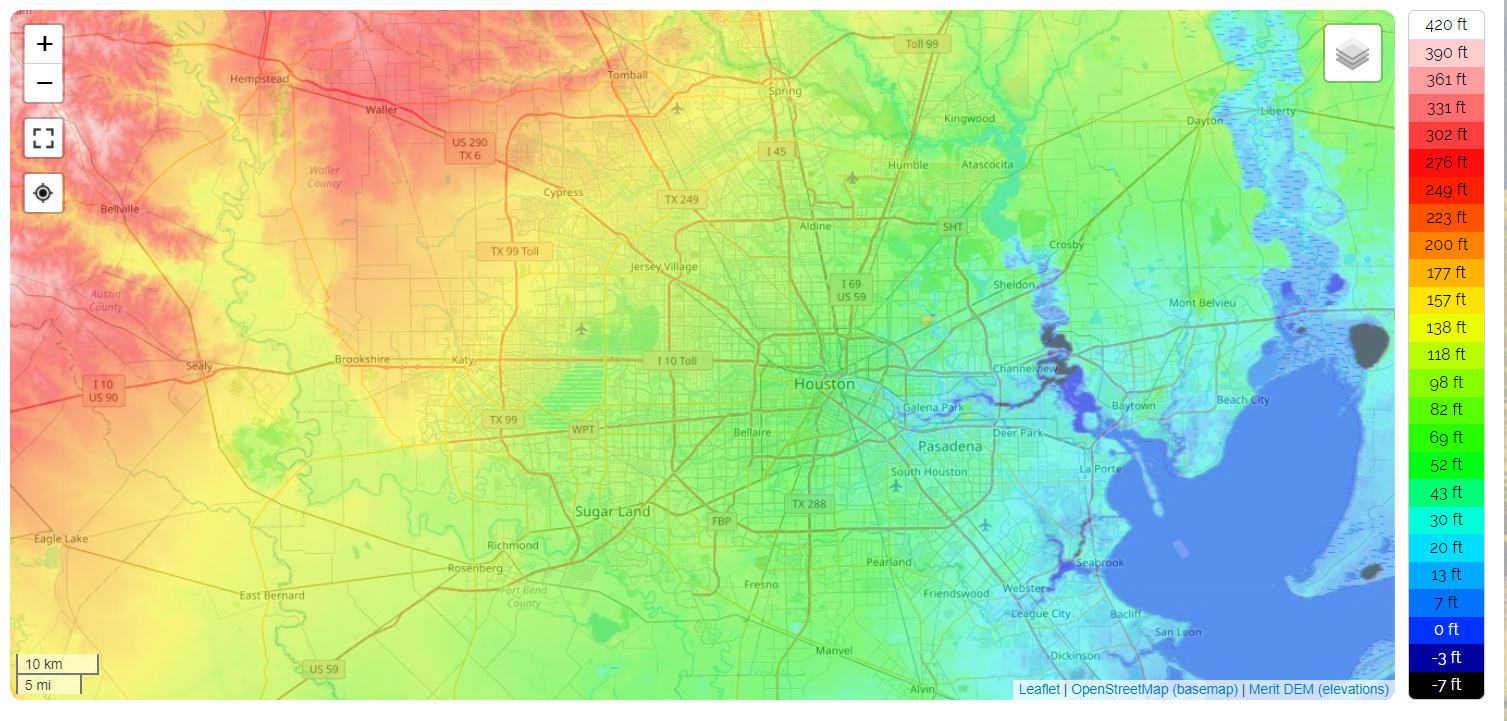 Toll 99
Hempstead
Tomball
Spring
Waller
Kingwood
Dayton
Liberty
US 290
TX 6
I 45
Humble
Atascocita
Waller
County
Cypress
TX 249
Bellville
Aldine
SHT
Crosby
TX 99 Toll
Jersey Village
I 69
US 59
Sheldon
Austin
County
Mont Belvieu
Sealy
Brookshire
Katy
I 10 Toll
Channelview
I 10
US 90
Houston
Galena Park
Baytown
Beach City
TX 99
WPT
Bellaire
Deer Park
Pasadena
South Houston
La Porte
Sugar Land
TX 288
FBP
Eagle Lake
Richmond
Rosenberg
Pearland
Seabrook
East Bernard
Fort Bend
County
Fresno
Friendswood
Webster
League City
Bacliff
San Leon
Manvel
Dickinson
US 59
Alvin
10 km
5 mi
Leaflet | OpenStreetMap (basemap) | Merit DEM (elevations)
420 ft
390 ft
361 ft
331 ft
302 ft
276 ft
249 ft
223 ft
200 ft
177 ft
157 ft
138 ft
118 ft
98 ft
82 ft
69 ft
52 ft
43 ft
30 ft
20 ft
13 ft
7 ft
0 ft
-3 ft
-7 ft